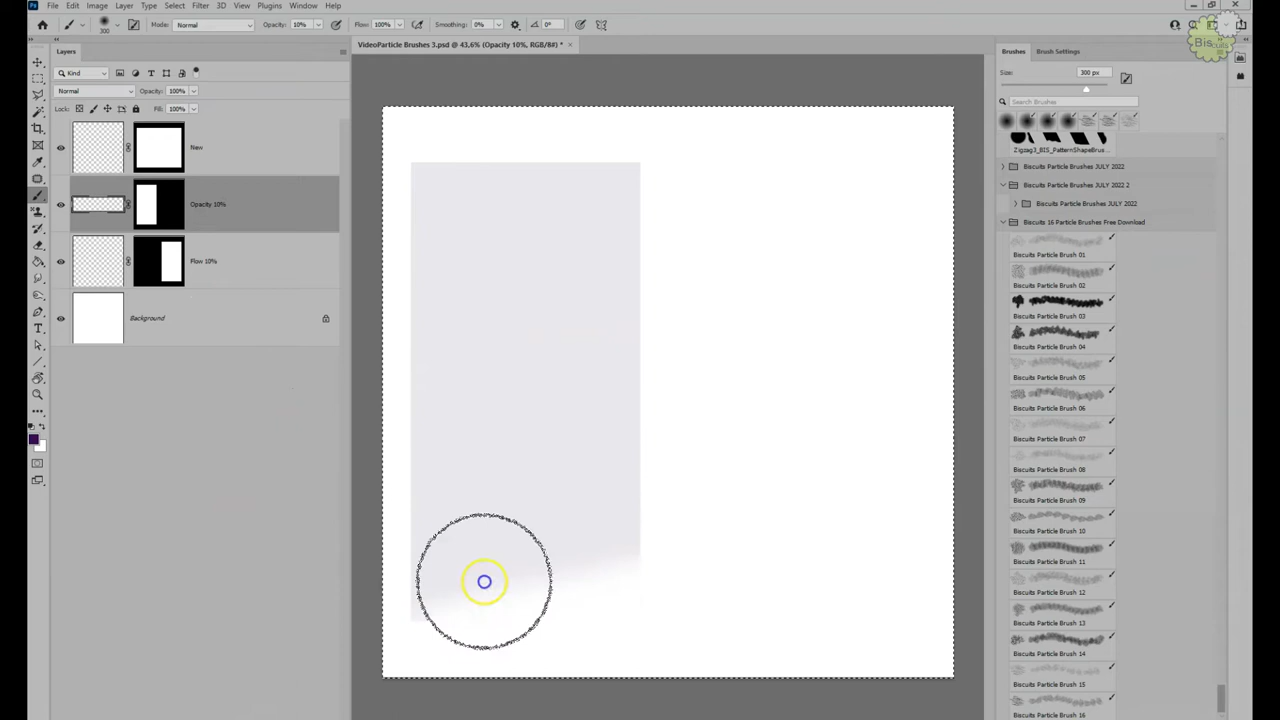 Ps File Edit Image Layer Type Select Filter 3D View Plugins Window Help
300 Mode: Normal Opacity: 10% Flow: 100% Smoothing: 0% 0°
VideoParticle Brushes 3.psd @ 43,6% (Opacity 10%, RGB/8#) * ×
Biscuits
Layers
Kind
Normal Opacity: 100%
Lock: Fill: 100%
New
Opacity 10%
Flow 10%
Background
Brushes Brush Settings
Size: 300 px
Search Brushes
Zigzag3_BIS_PatternShapeBrus...
Biscuits Particle Brushes JULY 2022
Biscuits Particle Brushes JULY 2022 2
Biscuits Particle Brushes JULY 2022
Biscuits 16 Particle Brushes Free Download
Biscuits Particle Brush 01
Biscuits Particle Brush 02
Biscuits Particle Brush 03
Biscuits Particle Brush 04
Biscuits Particle Brush 05
Biscuits Particle Brush 06
Biscuits Particle Brush 07
Biscuits Particle Brush 08
Biscuits Particle Brush 09
Biscuits Particle Brush 10
Biscuits Particle Brush 11
Biscuits Particle Brush 12
Biscuits Particle Brush 13
Biscuits Particle Brush 14
Biscuits Particle Brush 15
Biscuits Particle Brush 16